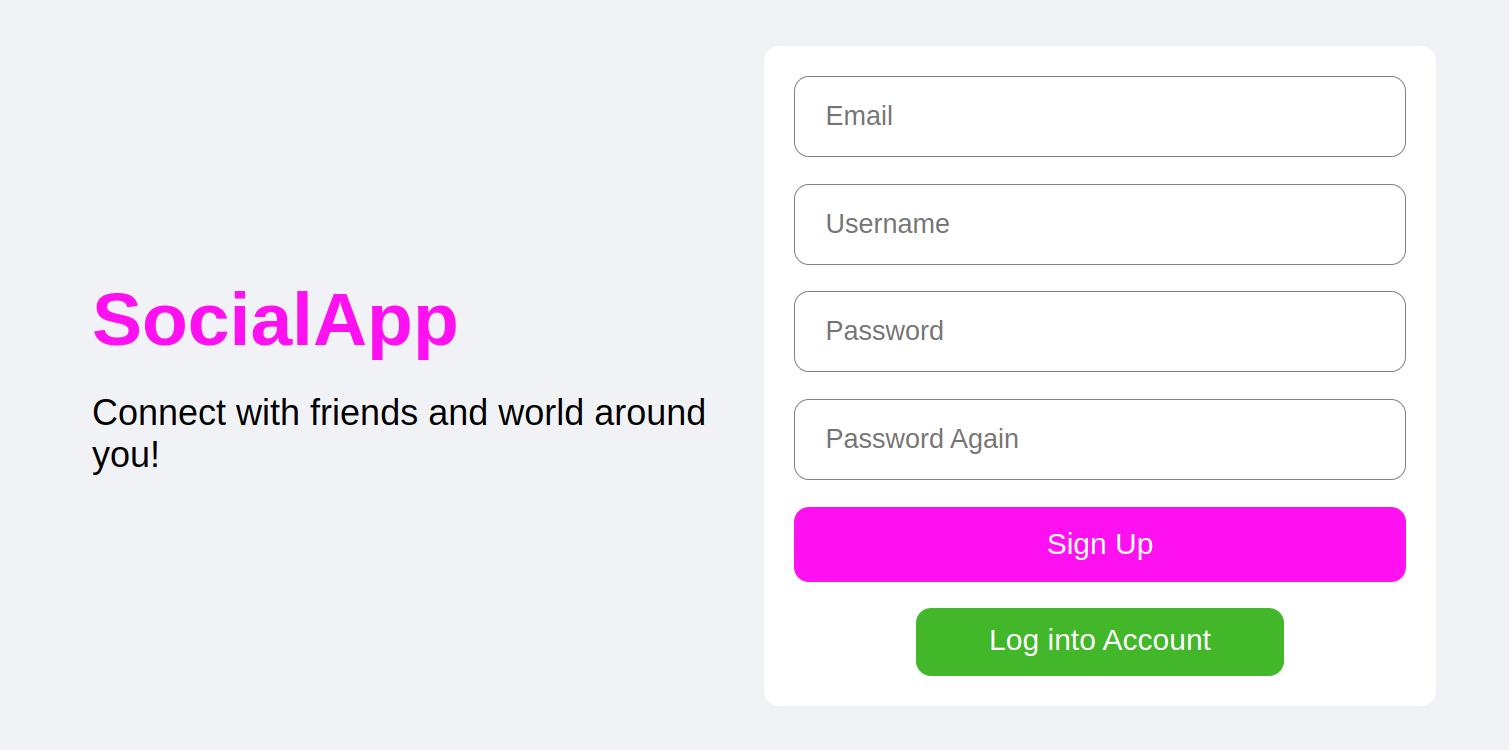 SocialApp
Connect with friends and world around
you!
Email
Username
Password
Password Again
Sign Up
Log into Account